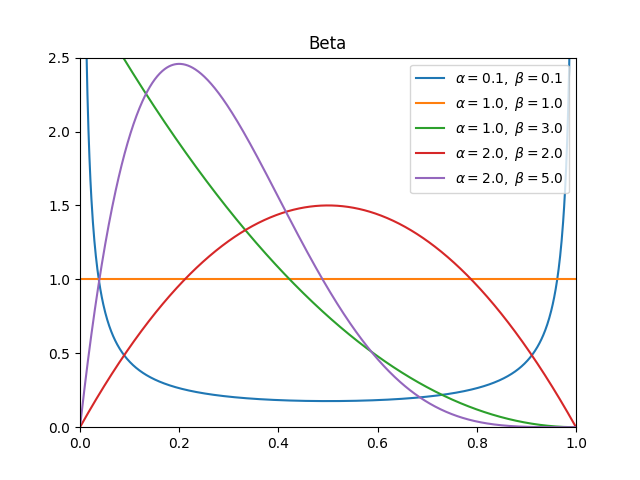 Beta
α = 0.1, β = 0.1
α = 1.0, β = 1.0
α = 1.0, β = 3.0
α = 2.0, β = 2.0
α = 2.0, β = 5.0
2.5
2.0
1.5
1.0
0.5
0.0
0.0 0.2 0.4 0.6 0.8 1.0